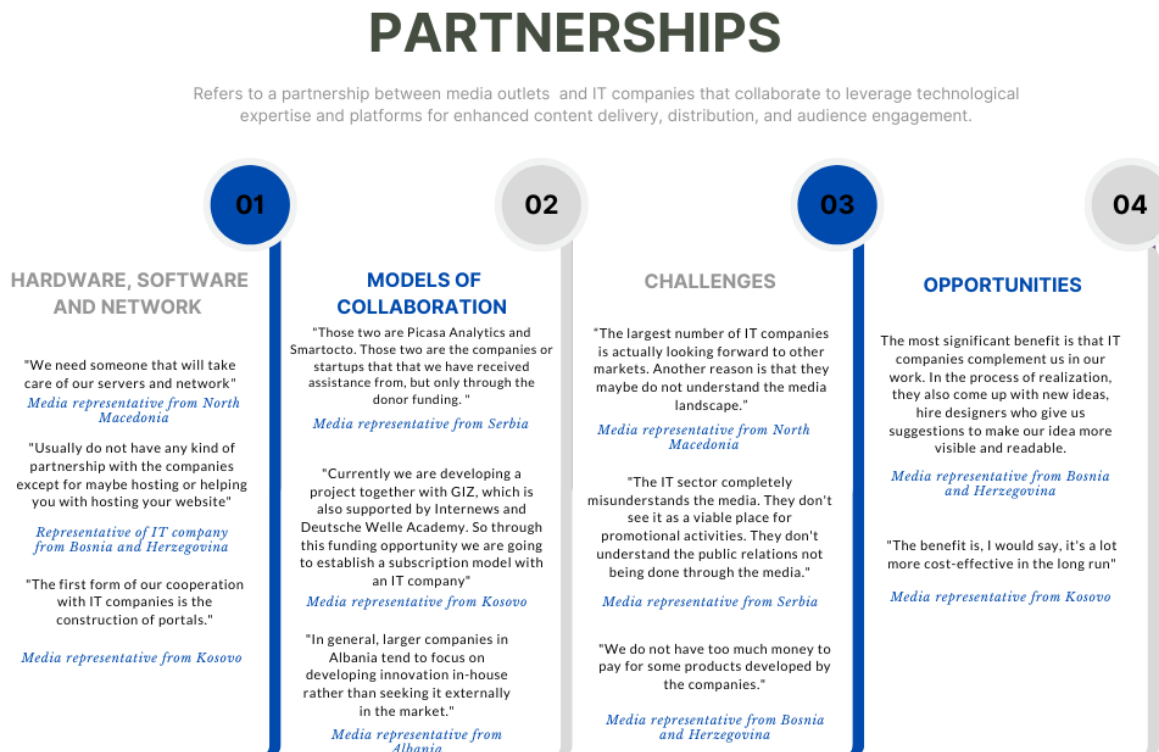 PARTNERSHIPS
Refers to a partnership between media outlets and IT companies that collaborate to leverage technological
expertise and platforms for enhanced content delivery, distribution, and audience engagement.
01
HARDWARE, SOFTWARE
AND NETWORK
"We need someone that will take
care of our servers and network"
Media representative from North
Macedonia
"Usually do not have any kind of
partnership with the companies
except for maybe hosting or helping
you with hosting your website"
Representative of IT company
from Bosnia and Herzegovina
"The first form of our cooperation
with IT companies is the
construction of portals."
Media representative from Kosovo
02
MODELS OF
COLLABORATION
"Those two are Picasa Analytics and
Smartocto. Those two are the companies or
startups that that we have received
assistance from, but only through the
donor funding. "
Media representative from Serbia
"Currently we are developing a
project together with GIZ, which is
also supported by Internews and
Deutsche Welle Academy. So through
this funding opportunity we are going
to establish a subscription model with
an IT company"
Media representative from Kosovo
"In general, larger companies in
Albania tend to focus on
developing innovation in-house
rather than seeking it externally
in the market."
Media representative from
Albania
03
CHALLENGES
"The largest number of IT companies
is actually looking forward to other
markets. Another reason is that they
maybe do not understand the media
landscape."
Media representative from North
Macedonia
"The IT sector completely
misunderstands the media. They don't
see it as a viable place for
promotional activities. They don't
understand the public relations not
being done through the media."
Media representative from Serbia
"We do not have too much money to
pay for some products developed by
the companies."
Media representative from Bosnia
and Herzegovina
04
OPPORTUNITIES
The most significant benefit is that IT
companies complement us in our
work. In the process of realization,
they also come up with new ideas,
hire designers who give us
suggestions to make our idea more
visible and readable.
Media representative from Bosnia
and Herzegovina
"The benefit is, I would say, it's a lot
more cost-effective in the long run"
Media representative from Kosovo